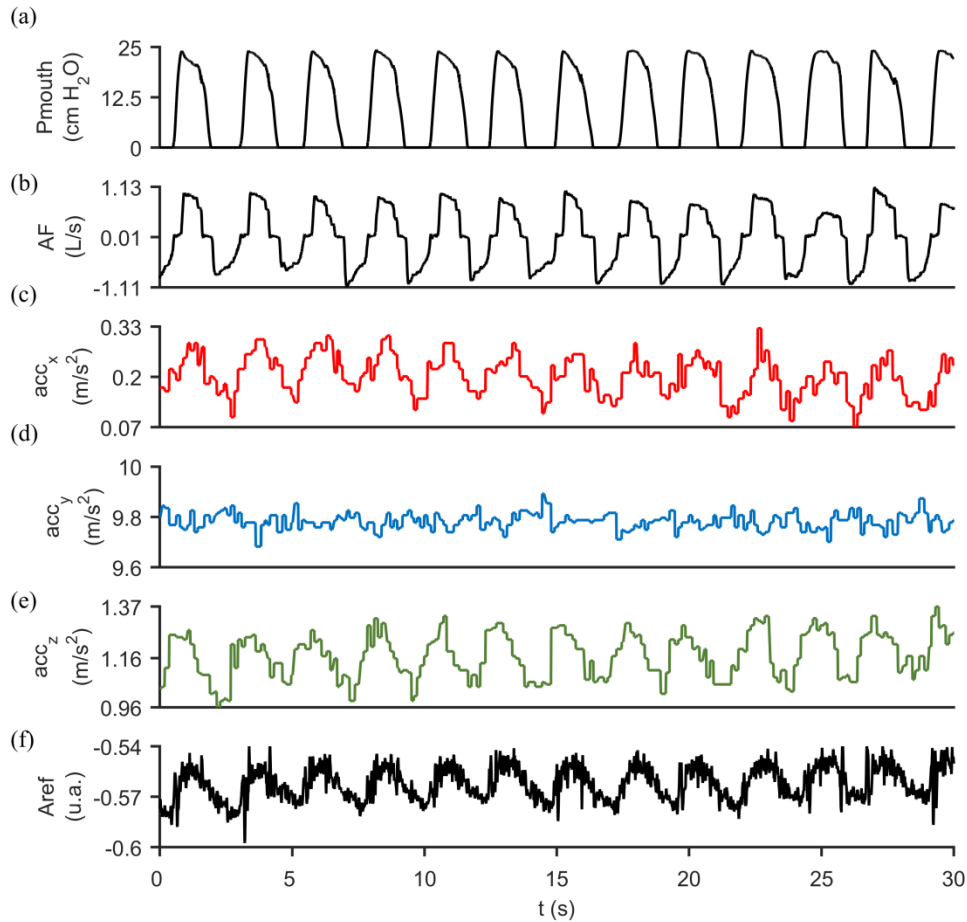 (a)
25
12.5
0
Pmouth
(cm H₂O)
(b)
1.13
0.01
-1.11
AF
(L/s)
(c)
0.33
0.2
0.07
accₓ
(m/s²)
(d)
10
9.8
9.6
acc_y
(m/s²)
(e)
1.37
1.16
0.96
acc_z
(m/s²)
(f)
-0.54
-0.57
-0.6
Aref
(u.a.)
0 5 10 15 20 25 30
t (s)